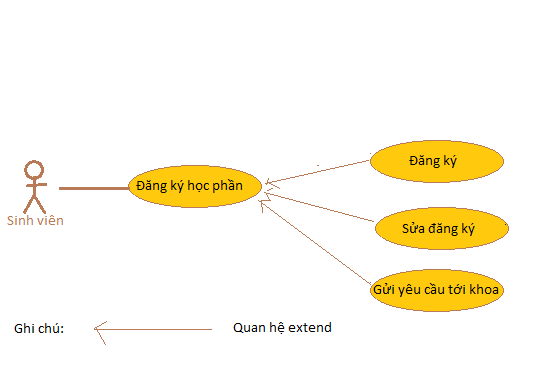 Đăng ký
Đăng ký học phần
Sinh viên
Sửa đăng ký
Gửi yêu cầu tới khoa
Ghi chú:
Quan hệ extend